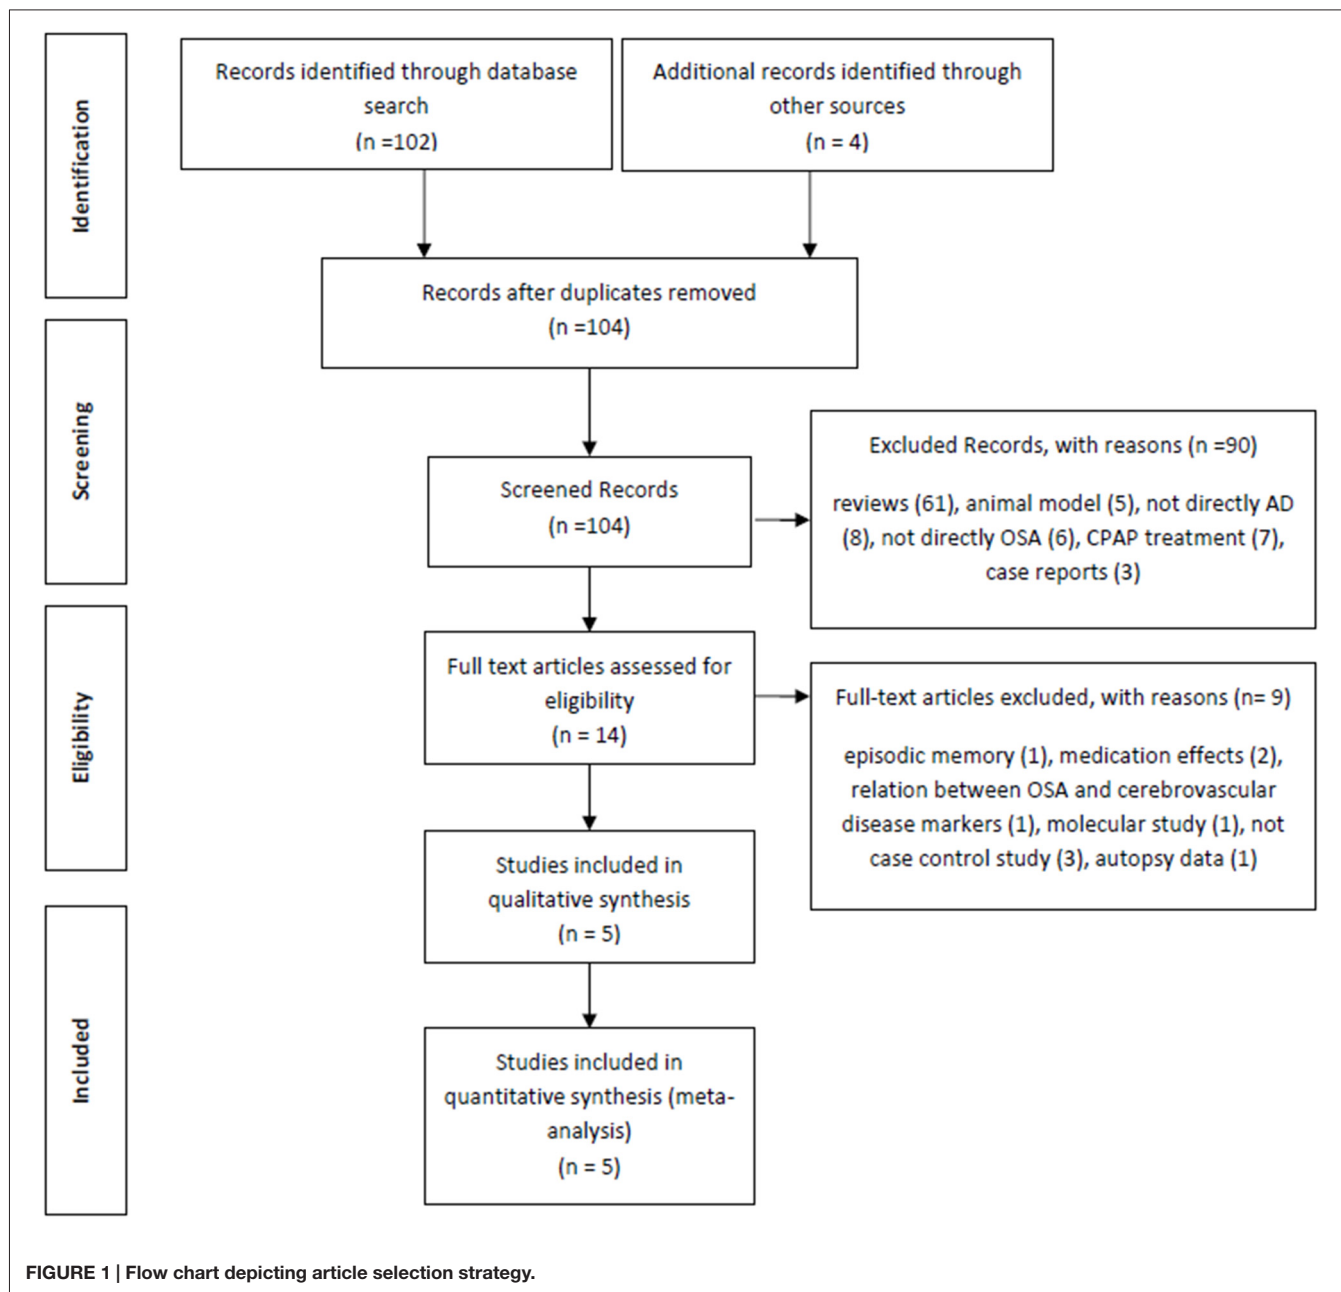 Identification
Records identified through database
search
(n =102)
Additional records identified through
other sources
(n = 4)
Records after duplicates removed
(n =104)
Screening
Screened Records
(n =104)
Excluded Records, with reasons (n =90)
reviews (61), animal model (5), not directly AD
(8), not directly OSA (6), CPAP treatment (7),
case reports (3)
Eligibility
Full text articles assessed for
eligibility
(n = 14)
Full-text articles excluded, with reasons (n= 9)
episodic memory (1), medication effects (2),
relation between OSA and cerebrovascular
disease markers (1), molecular study (1), not
case control study (3), autopsy data (1)
Studies included in
qualitative synthesis
(n = 5)
Included
Studies included in
quantitative synthesis (meta-
analysis)
(n = 5)
FIGURE 1 | Flow chart depicting article selection strategy.